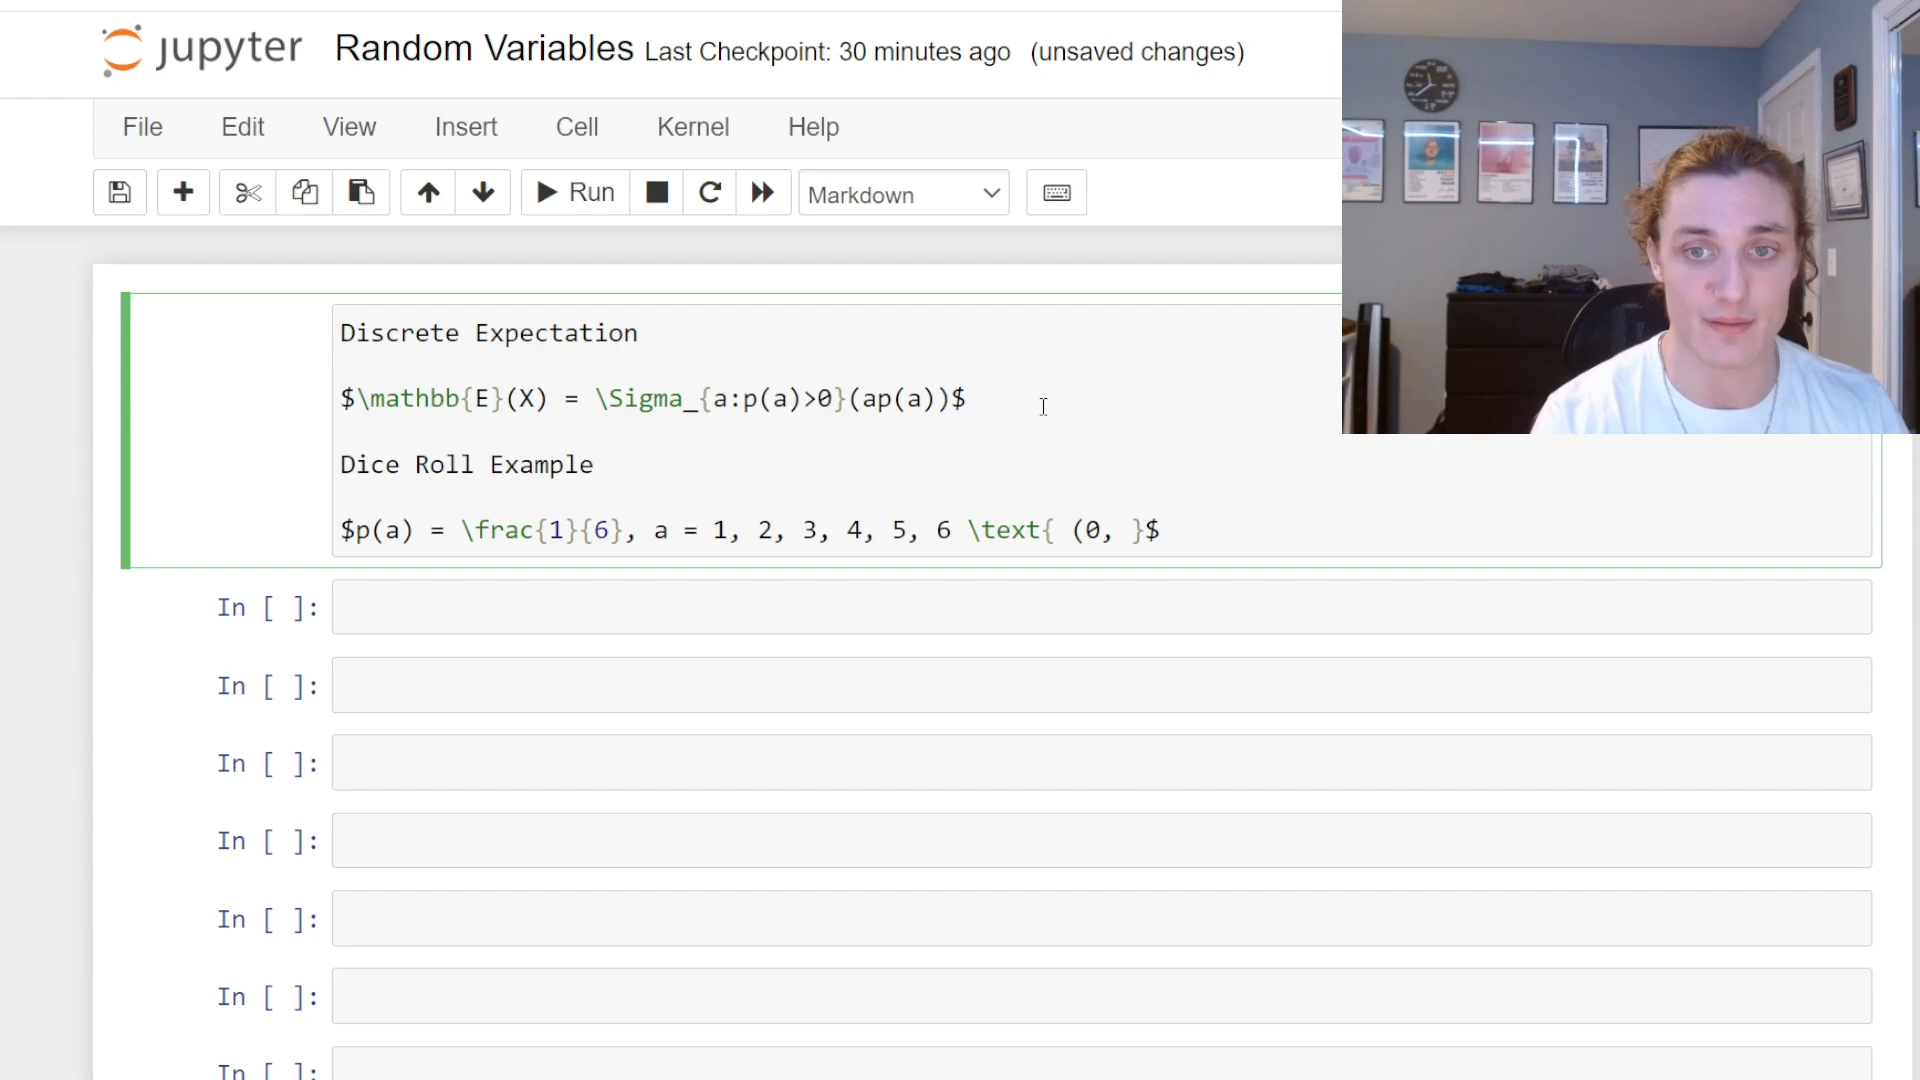 jupyter Random Variables Last Checkpoint: 30 minutes ago (unsaved changes)
File Edit View Insert Cell Kernel Help
Run Markdown
Discrete Expectation
$\mathbb{E}(X) = \Sigma_{a:p(a)>0}(ap(a))$
Dice Roll Example
$p(a) = \frac{1}{6}, a = 1, 2, 3, 4, 5, 6 \text{ (0, }$
In [ ]:
In [ ]:
In [ ]:
In [ ]:
In [ ]:
In [ ]:
In [ ]: